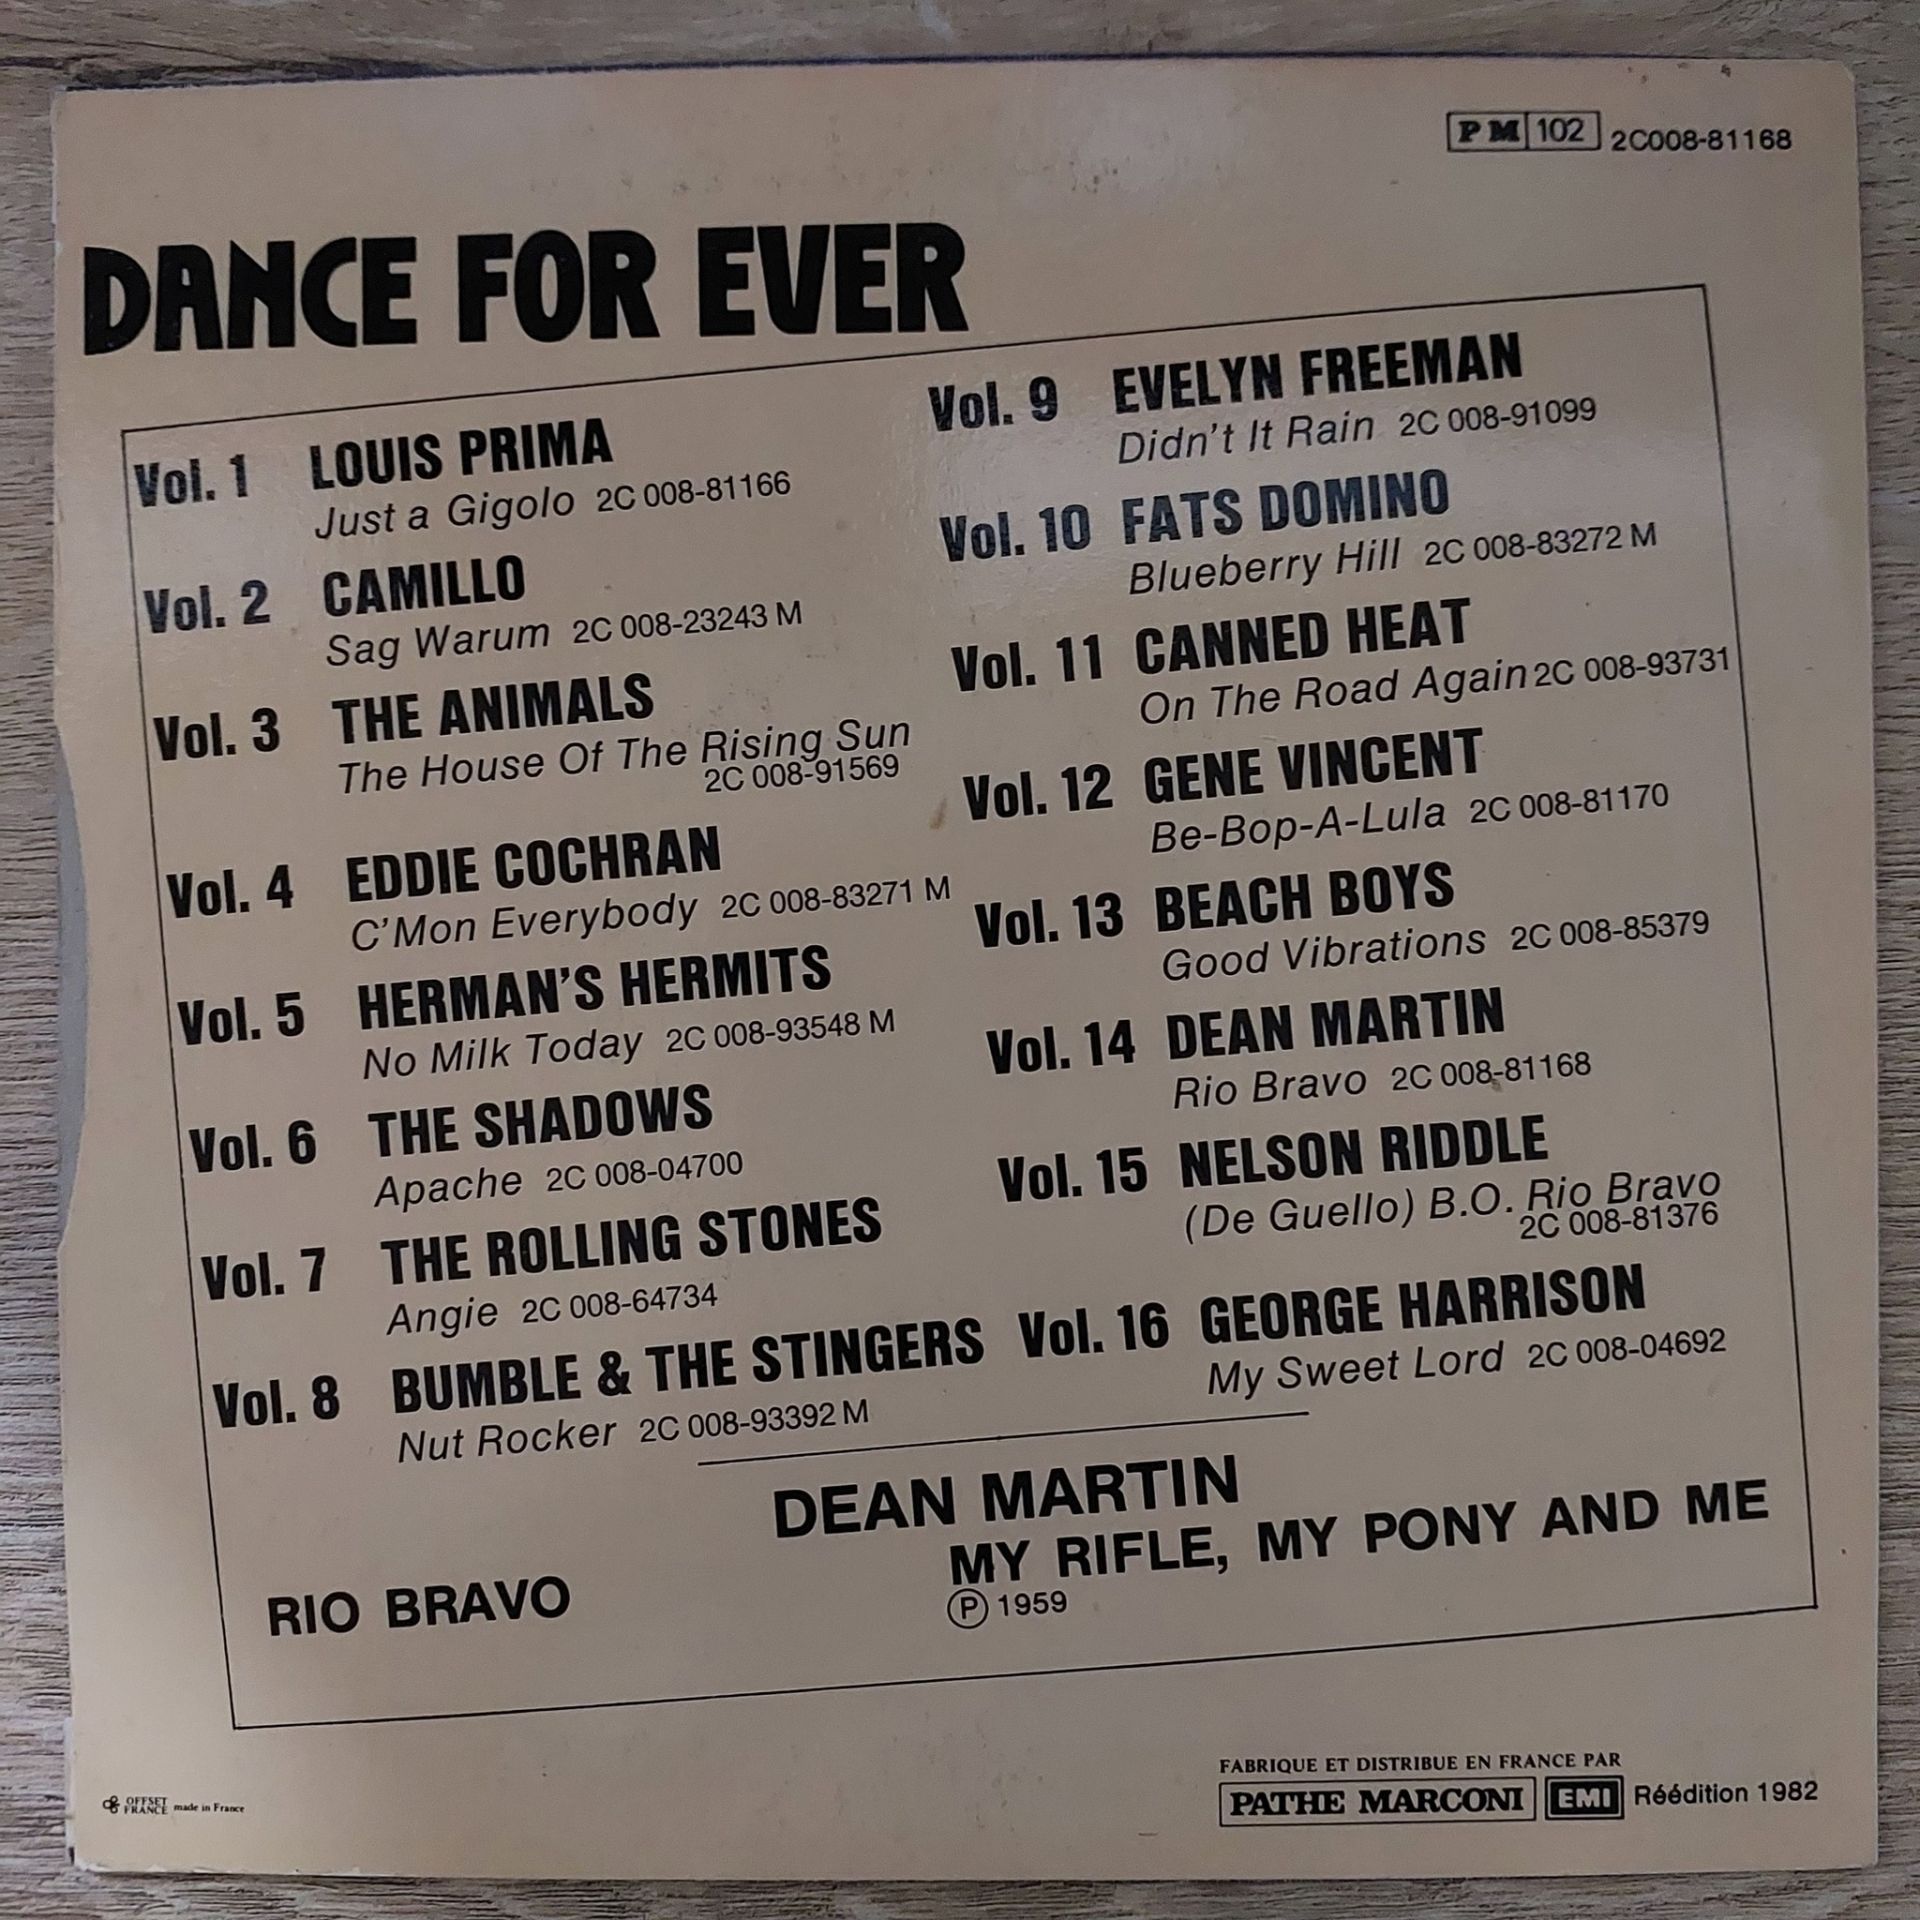 PM 102 2C008-81168
DANCE FOR EVER
Vol. 1 LOUIS PRIMA
Just a Gigolo 2C 008-81166
Vol. 2 CAMILLO
Sag Warum 2C 008-23243 M
Vol. 3 THE ANIMALS
The House Of The Rising Sun
2C 008-91569
Vol. 4 EDDIE COCHRAN
C'Mon Everybody 2C 008-83271 M
Vol. 5 HERMAN'S HERMITS
No Milk Today 2C 008-93548 M
Vol. 6 THE SHADOWS
Apache 2C 008-04700
Vol. 7 THE ROLLING STONES
Angie 2C 008-64734
Vol. 8 BUMBLE & THE STINGERS
Nut Rocker 2C 008-93392 M
Vol. 9 EVELYN FREEMAN
Didn't It Rain 2C 008-91099
Vol. 10 FATS DOMINO
Blueberry Hill 2C 008-83272 M
Vol. 11 CANNED HEAT
On The Road Again 2C 008-93731
Vol. 12 GENE VINCENT
Be-Bop-A-Lula 2C 008-81170
Vol. 13 BEACH BOYS
Good Vibrations 2C 008-85379
Vol. 14 DEAN MARTIN
Rio Bravo 2C 008-81168
Vol. 15 NELSON RIDDLE
(De Guello) B.O. Rio Bravo
2C 008-81376
Vol. 16 GEORGE HARRISON
My Sweet Lord 2C 008-04692
DEAN MARTIN
RIO BRAVO
MY RIFLE, MY PONY AND ME
Ⓟ 1959
OFFSET
FRANCE made in France
FABRIQUE ET DISTRIBUE EN FRANCE PAR
PATHE MARCONI EMI Réédition 1982